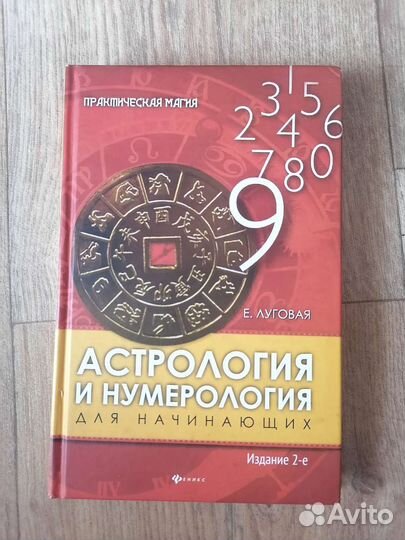 ПРАКТИЧЕСКАЯ МАГИЯ
2 3 1 5
4 6
7 8 0
9
Е. ЛУГОВАЯ
АСТРОЛОГИЯ
И НУМЕРОЛОГИЯ
ДЛЯ НАЧИНАЮЩИХ
Издание 2-е
ФЕНИКС
Avito